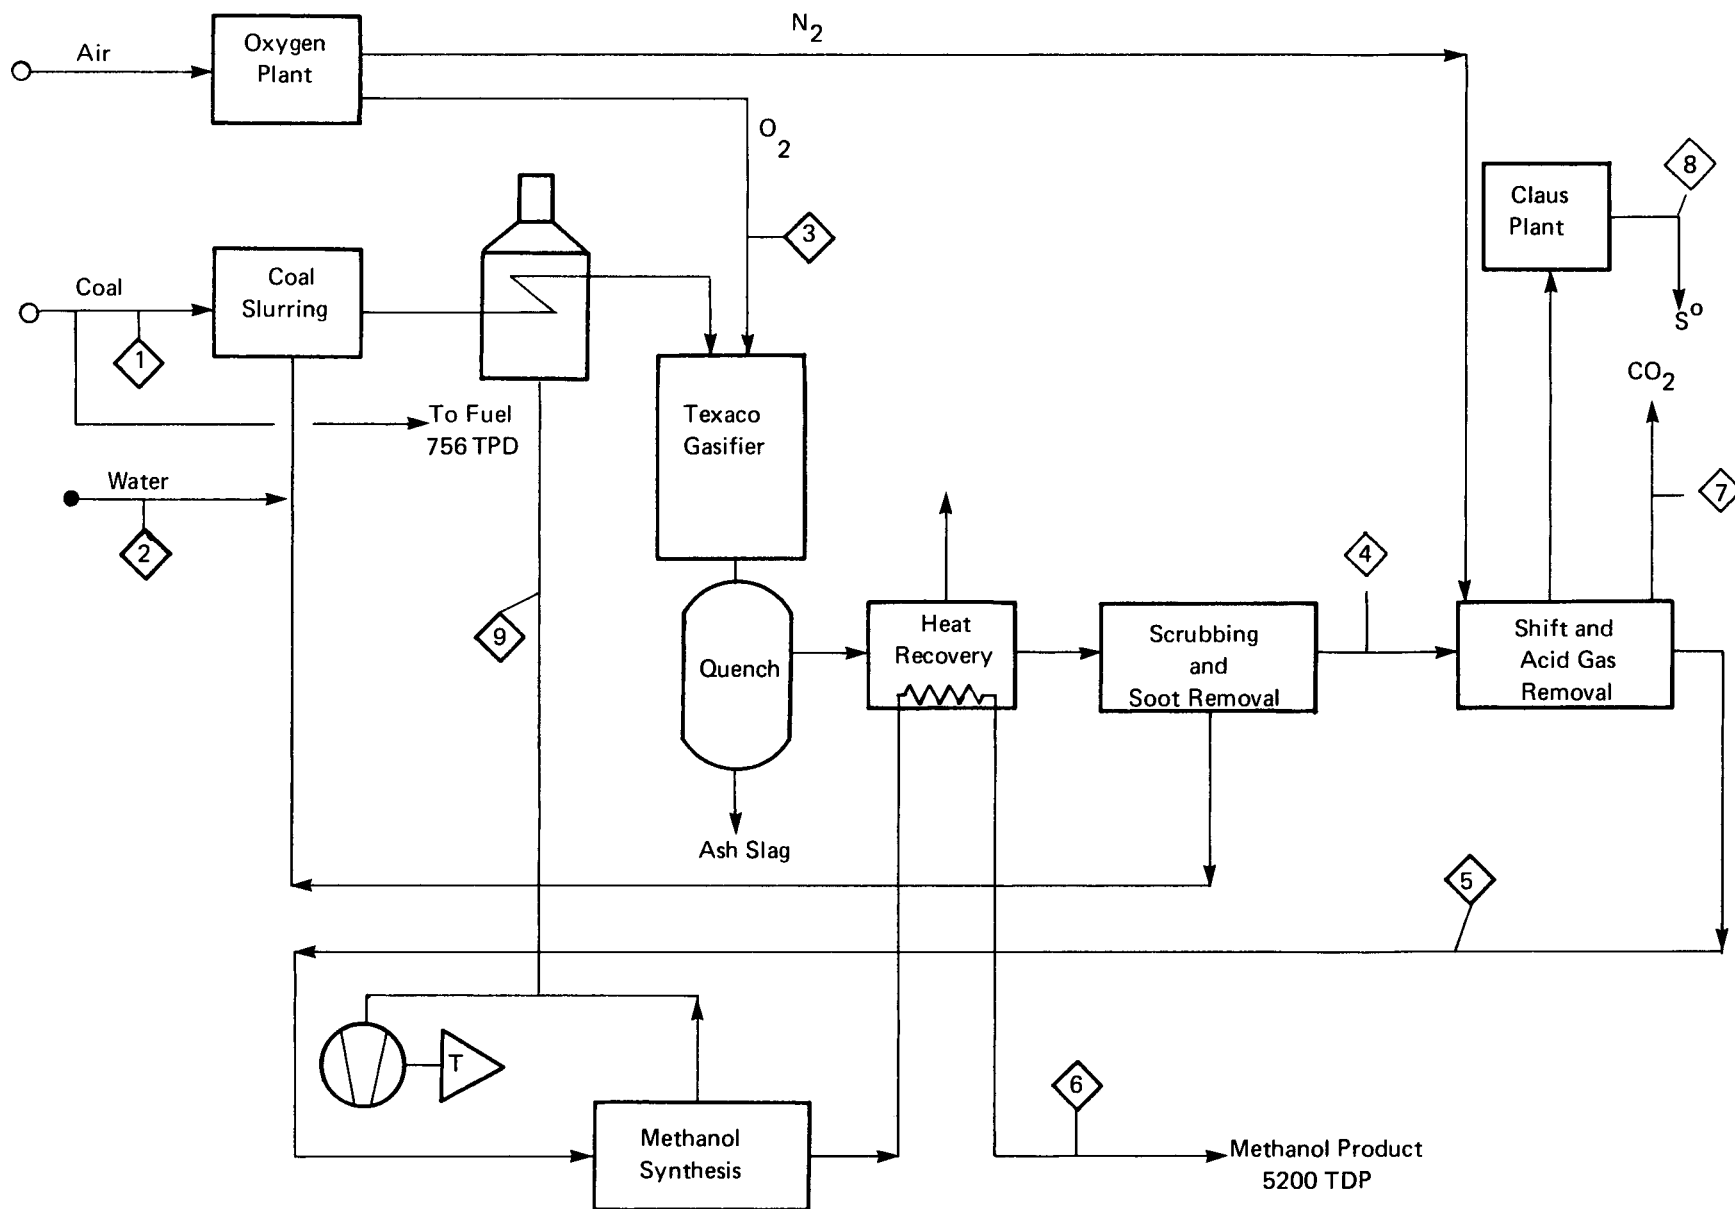 N2
Air
Oxygen
Plant
O2
8
Claus
Plant
3
Coal
Coal
Slurring
1
S°
CO2
To Fuel
756 TPD
Texaco
Gasifier
Water
2
7
4
9
Heat
Recovery
Scrubbing
and
Soot Removal
Shift and
Acid Gas
Removal
Quench
Ash Slag
5
T
6
Methanol
Synthesis
Methanol Product
5200 TDP